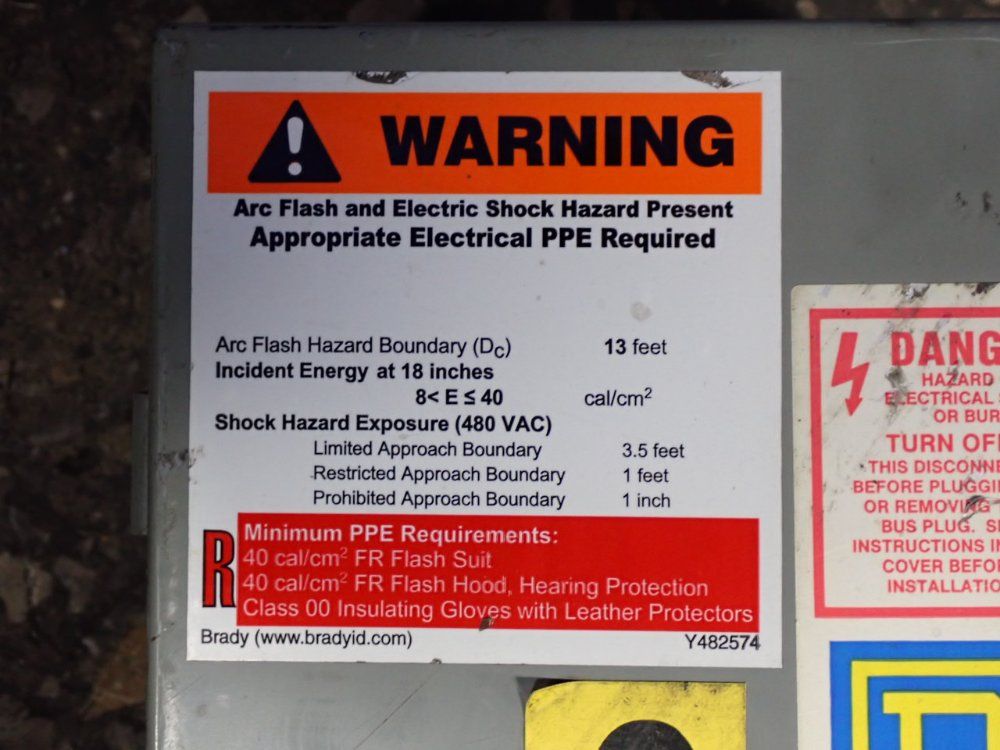 WARNING
Arc Flash and Electric Shock Hazard Present
Appropriate Electrical PPE Required
Arc Flash Hazard Boundary (DC) 13 feet
Incident Energy at 18 inches
8< E ≤ 40 cal/cm²
Shock Hazard Exposure (480 VAC)
Limited Approach Boundary 3.5 feet
Restricted Approach Boundary 1 feet
Prohibited Approach Boundary 1 inch
R
Minimum PPE Requirements:
40 cal/cm² FR Flash Suit
40 cal/cm² FR Flash Hood, Hearing Protection
Class 00 Insulating Gloves with Leather Protectors
Brady (www.bradyid.com) Y482574
DANG
HAZARD
ELECTRICAL
OR BUR
TURN OF
THIS DISCONNE
BEFORE PLUGGI
OR REMOVING
BUS PLUG. S
INSTRUCTIONS I
COVER BEFO
INSTALLATIO